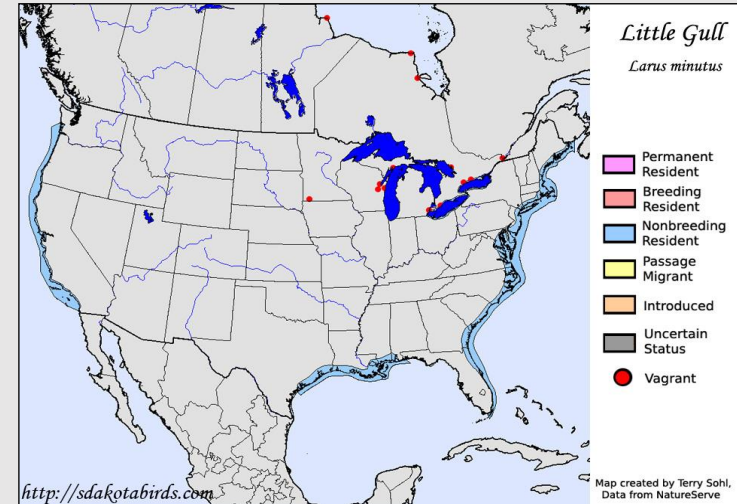 Little Gull
Larus minutus
Permanent
Resident
Breeding
Resident
Nonbreeding
Resident
Passage
Migrant
Introduced
Uncertain
Status
Vagrant
http://sdakotabirds.com
Map created by Terry Sohl,
Data from NatureServe